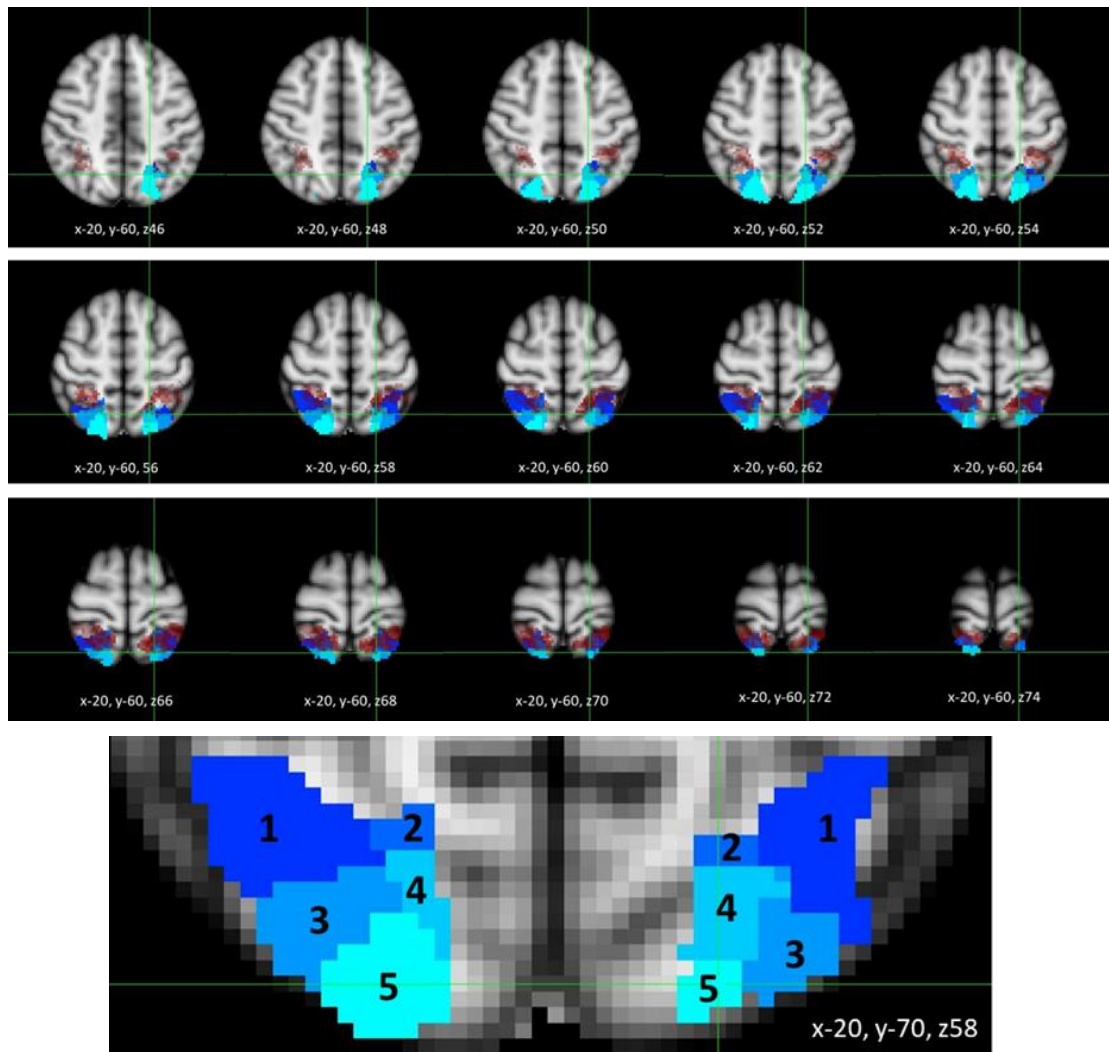 x-20, y-60, z46
x-20, y-60, z48
x-20, y-60, z50
x-20, y-60, z52
x-20, y-60, z54
x-20, y-60, 56
x-20, y-60, z58
x-20, y-60, z60
x-20, y-60, z62
x-20, y-60, z64
x-20, y-60, z66
x-20, y-60, z68
x-20, y-60, z70
x-20, y-60, z72
x-20, y-60, z74
1 2 2 1
4 4
3 3
5 5
x-20, y-70, z58